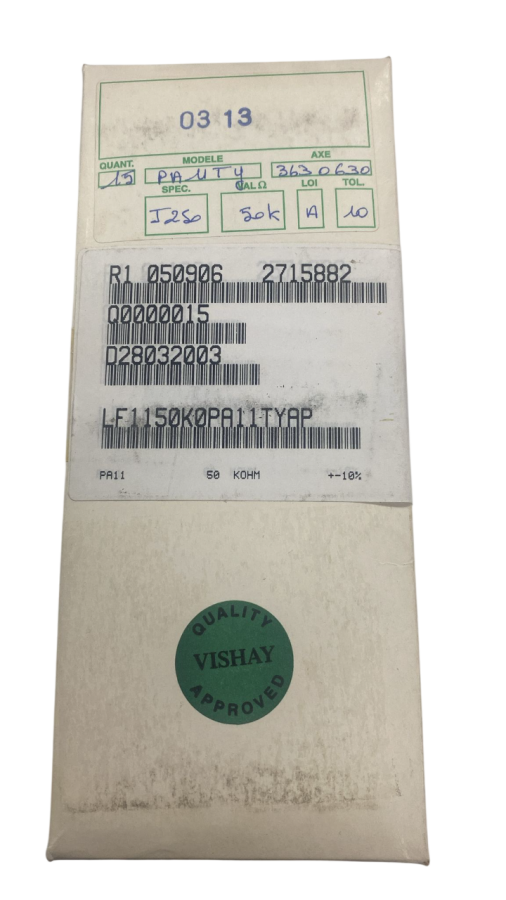 03 13
QUANT. MODELE AXE
15 PA11TY 3630630
SPEC. VAL Ω LOI TOL.
J250 50K A 10
R1 050906 2715882
Q0000015
D28032003
LF1150K0PA11TYAP
PA11 50 KOHM +-10%
QUALITY
VISHAY
APPROVED